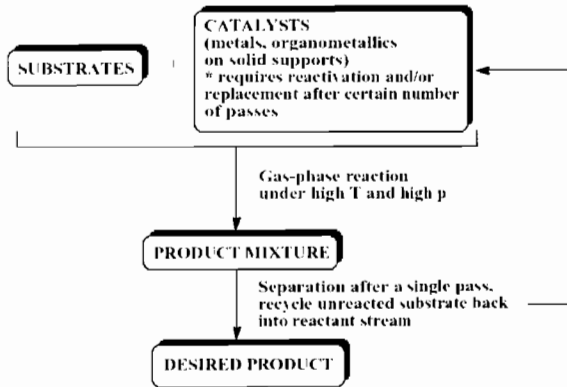 SUBSTRATES
+
CATALYSTS
(metals, organometallics
on solid supports)
* requires reactivation and/or
replacement after certain number
of passes
Gas-phase reaction
under high T and high p
PRODUCT MIXTURE
Separation after a single pass,
recycle unreacted substrate back
into reactant stream
DESIRED PRODUCT